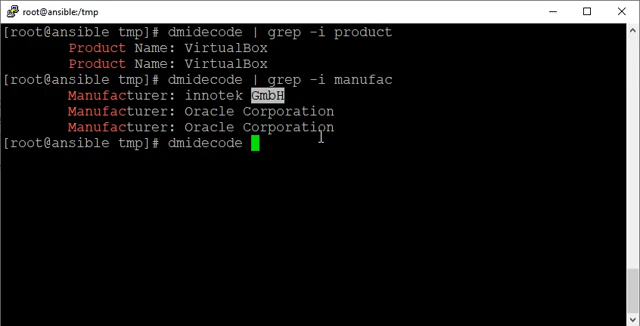 root@ansible:/tmp
[root@ansible tmp]# dmidecode | grep -i product
Product Name: VirtualBox
Product Name: VirtualBox
[root@ansible tmp]# dmidecode | grep -i manufac
Manufacturer: innotek GmbH
Manufacturer: Oracle Corporation
Manufacturer: Oracle Corporation
[root@ansible tmp]# dmidecode